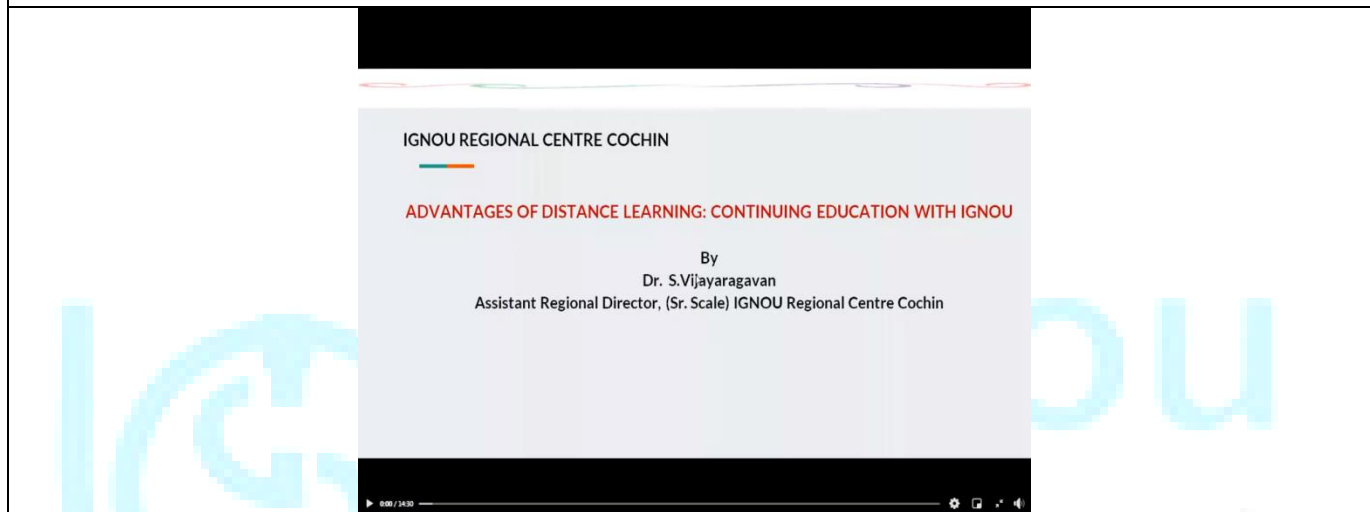 IGNOU REGIONAL CENTRE COCHIN
ADVANTAGES OF DISTANCE LEARNING: CONTINUING EDUCATION WITH IGNOU
By
Dr. S.Vijayaragavan
Assistant Regional Director, (Sr. Scale) IGNOU Regional Centre Cochin
0:00 / 14:30